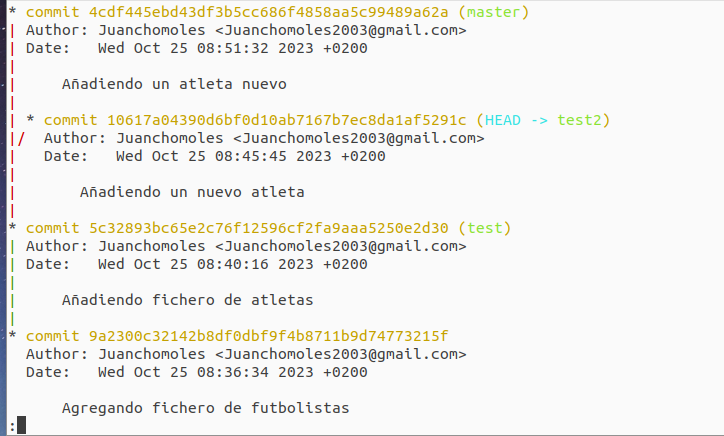 * commit 4cdf445ebd43df3b5cc686f4858aa5c99489a62a (master)
| Author: Juanchomoles <Juanchomoles2003@gmail.com>
| Date:   Wed Oct 25 08:51:32 2023 +0200
|
|     Añadiendo un atleta nuevo
|
| * commit 10617a04390d6bf0d10ab7167b7ec8da1af5291c (HEAD -> test2)
|/  Author: Juanchomoles <Juanchomoles2003@gmail.com>
|   Date:   Wed Oct 25 08:45:45 2023 +0200
|
|       Añadiendo un nuevo atleta
|
* commit 5c32893bc65e2c76f12596cf2fa9aaa5250e2d30 (test)
| Author: Juanchomoles <Juanchomoles2003@gmail.com>
| Date:   Wed Oct 25 08:40:16 2023 +0200
|
|     Añadiendo fichero de atletas
|
* commit 9a2300c32142b8df0dbf9f4b8711b9d74773215f
  Author: Juanchomoles <Juanchomoles2003@gmail.com>
  Date:   Wed Oct 25 08:36:34 2023 +0200

      Agregando fichero de futbolistas
: